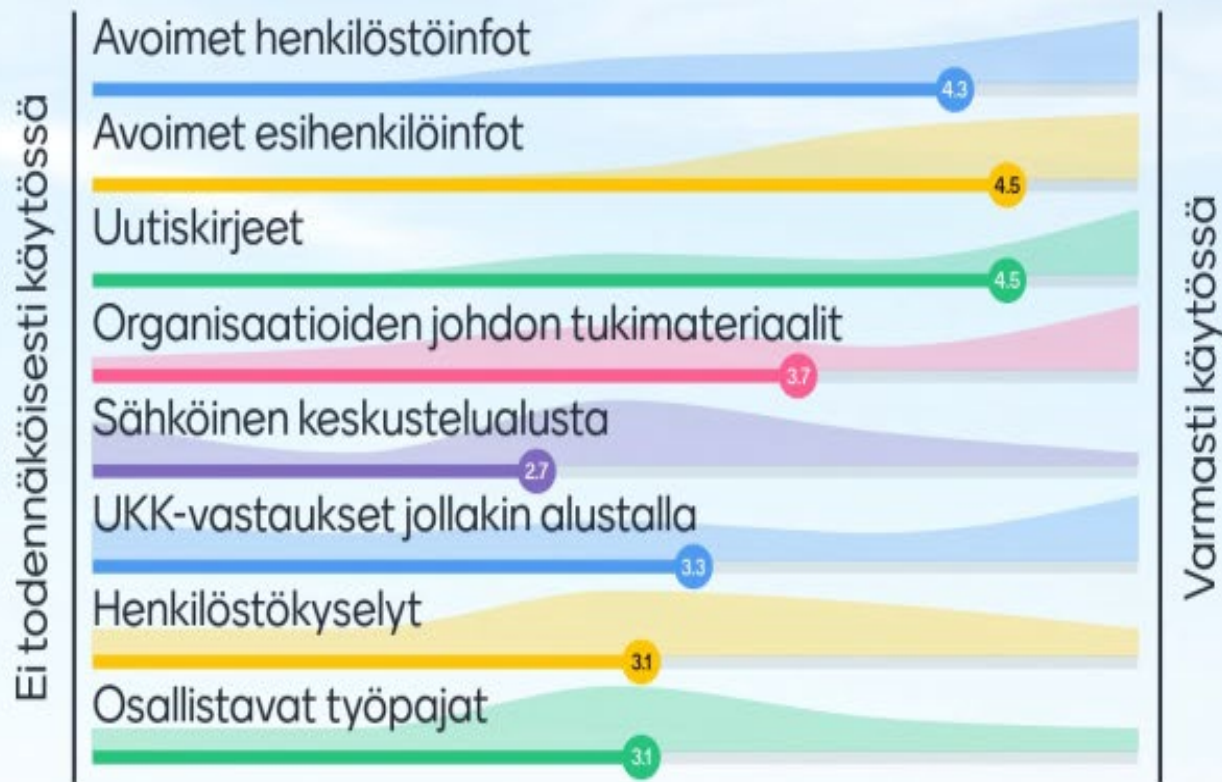 Ei todennäköisesti käytössä
Avoimet henkilöstöinfot
4.3
Avoimet esihenkilöinfot
4.5
Uutiskirjeet
4.5
Organisaatioiden johdon tukimateriaalit
3.7
Sähköinen keskustelualusta
2.7
UKK-vastaukset jollakin alustalla
3.3
Henkilöstökyselyt
3.1
Osallistavat työpajat
3.1
Varmasti käytössä